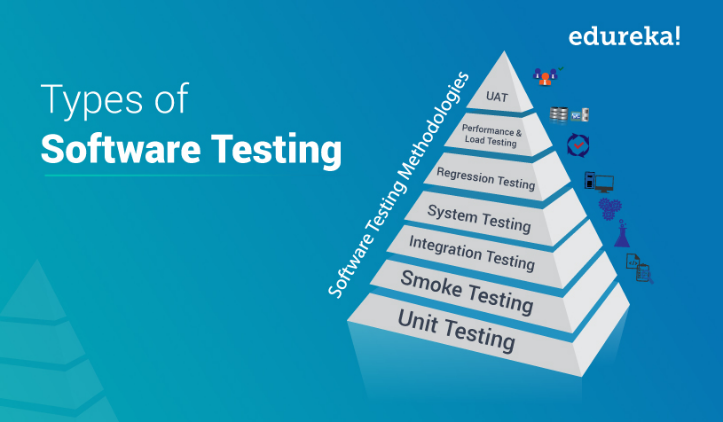 edureka!
Types of
Software Testing
Software Testing Methodologies
UAT
Performance &
Load Testing
Regression Testing
System Testing
Integration Testing
Smoke Testing
Unit Testing